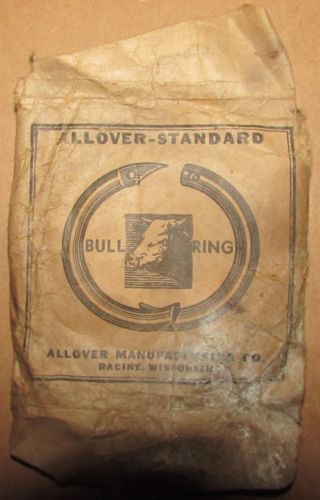 ALLOVER-STANDARD
BULL RING
ALLOVER MANUFACTURING CO.
RACINE, WISCONSIN